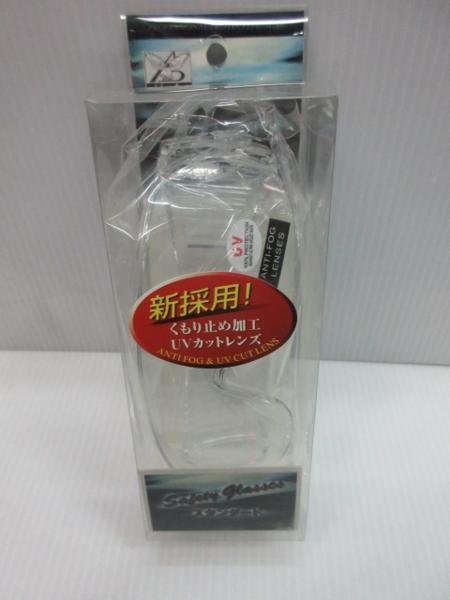 UV
ANTI-FOG
LENSES
新採用!
くもり止め加工
UVカットレンズ
ANTI FOG & UV CUT LENS
Safety Glasses
スタンダード